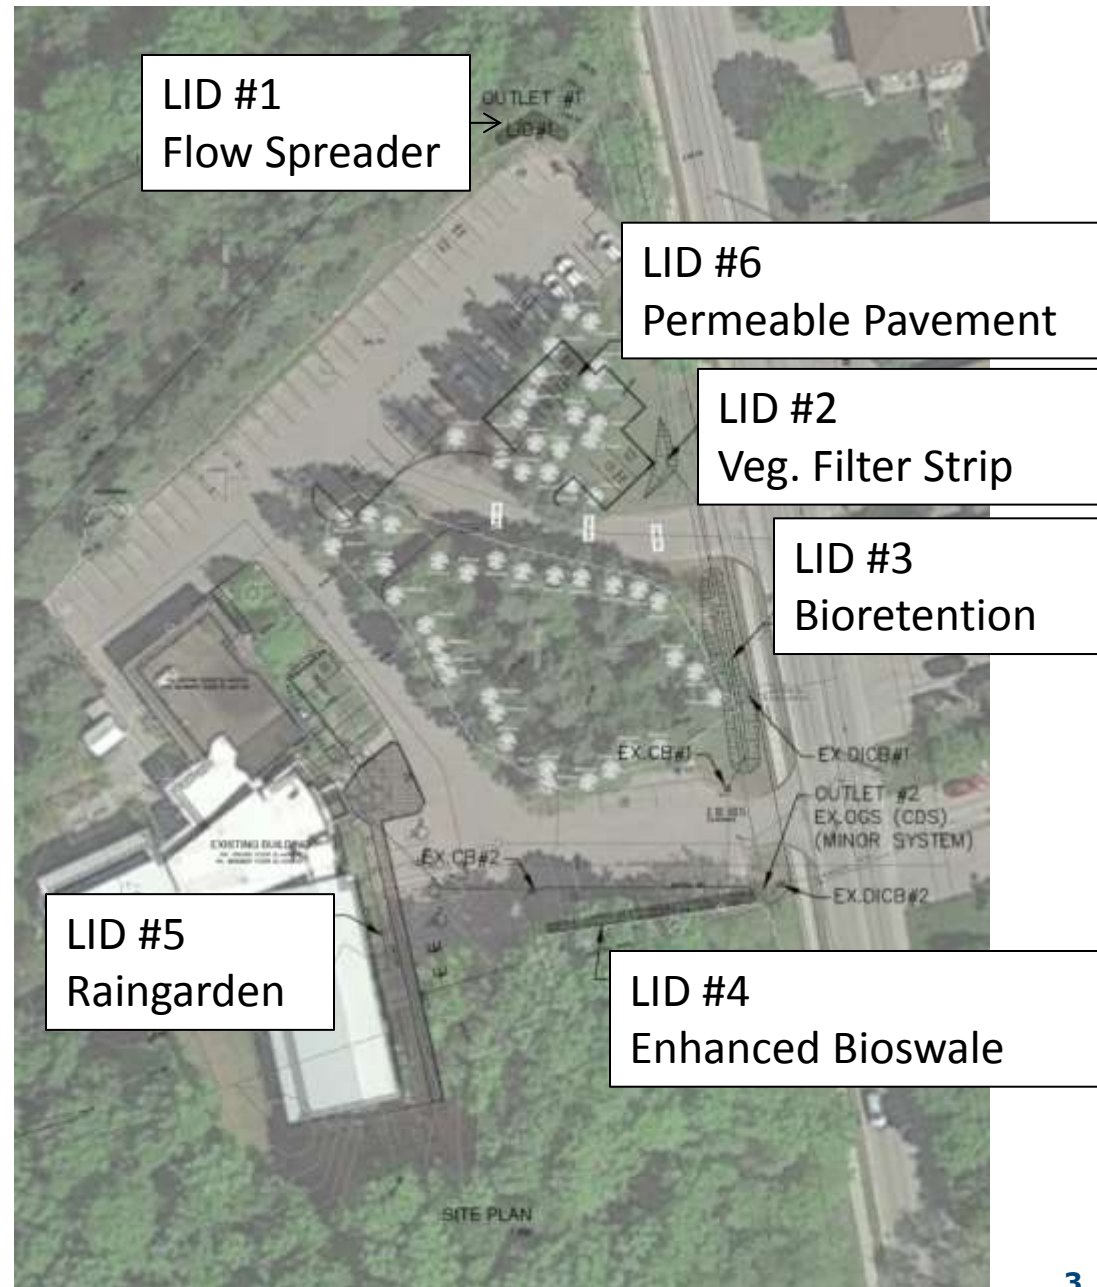 LID #1
Flow Spreader
OUTLET #1
LID#1
LID #6
Permeable Pavement
LID #2
Veg. Filter Strip
LID #3
Bioretention
EX.CB#1
EX.DICB#1
OUTLET #2
EX.OGS (CDS)
(MINOR SYSTEM)
EXISTING BUILDING
EX.CB#2
EX.DICB#2
LID #5
Raingarden
LID #4
Enhanced Bioswale
SITE PLAN
3